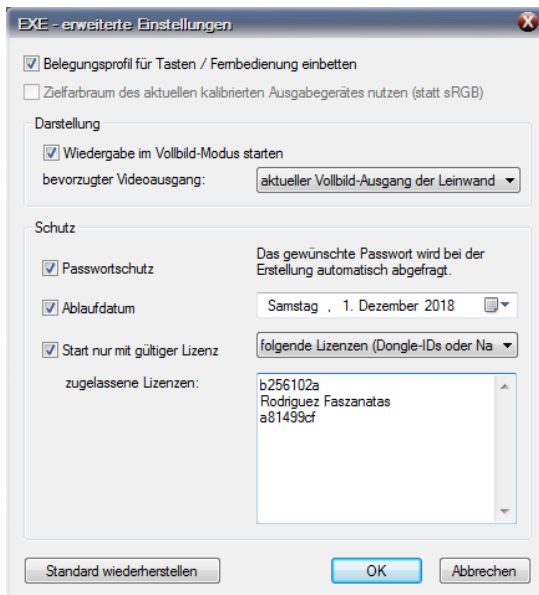 EXE - erweiterte Einstellungen
Belegungsprofil für Tasten / Fernbedienung einbetten
Zielfarbraum des aktuellen kalibrierten Ausgabegerätes nutzen (statt sRGB)
Darstellung
Wiedergabe im Vollbild-Modus starten
bevorzugter Videoausgang:
aktueller Vollbild-Ausgang der Leinwand
Schutz
Passwortschutz
Das gewünschte Passwort wird bei der
Erstellung automatisch abgefragt.
Ablaufdatum
Samstag , 1. Dezember 2018
Start nur mit gültiger Lizenz
folgende Lizenzen (Dongle-IDs oder Na
zugelassene Lizenzen:
b256102a
Rodriguez Faszanatas
a81499cf
Standard wiederherstellen
OK
Abbrechen